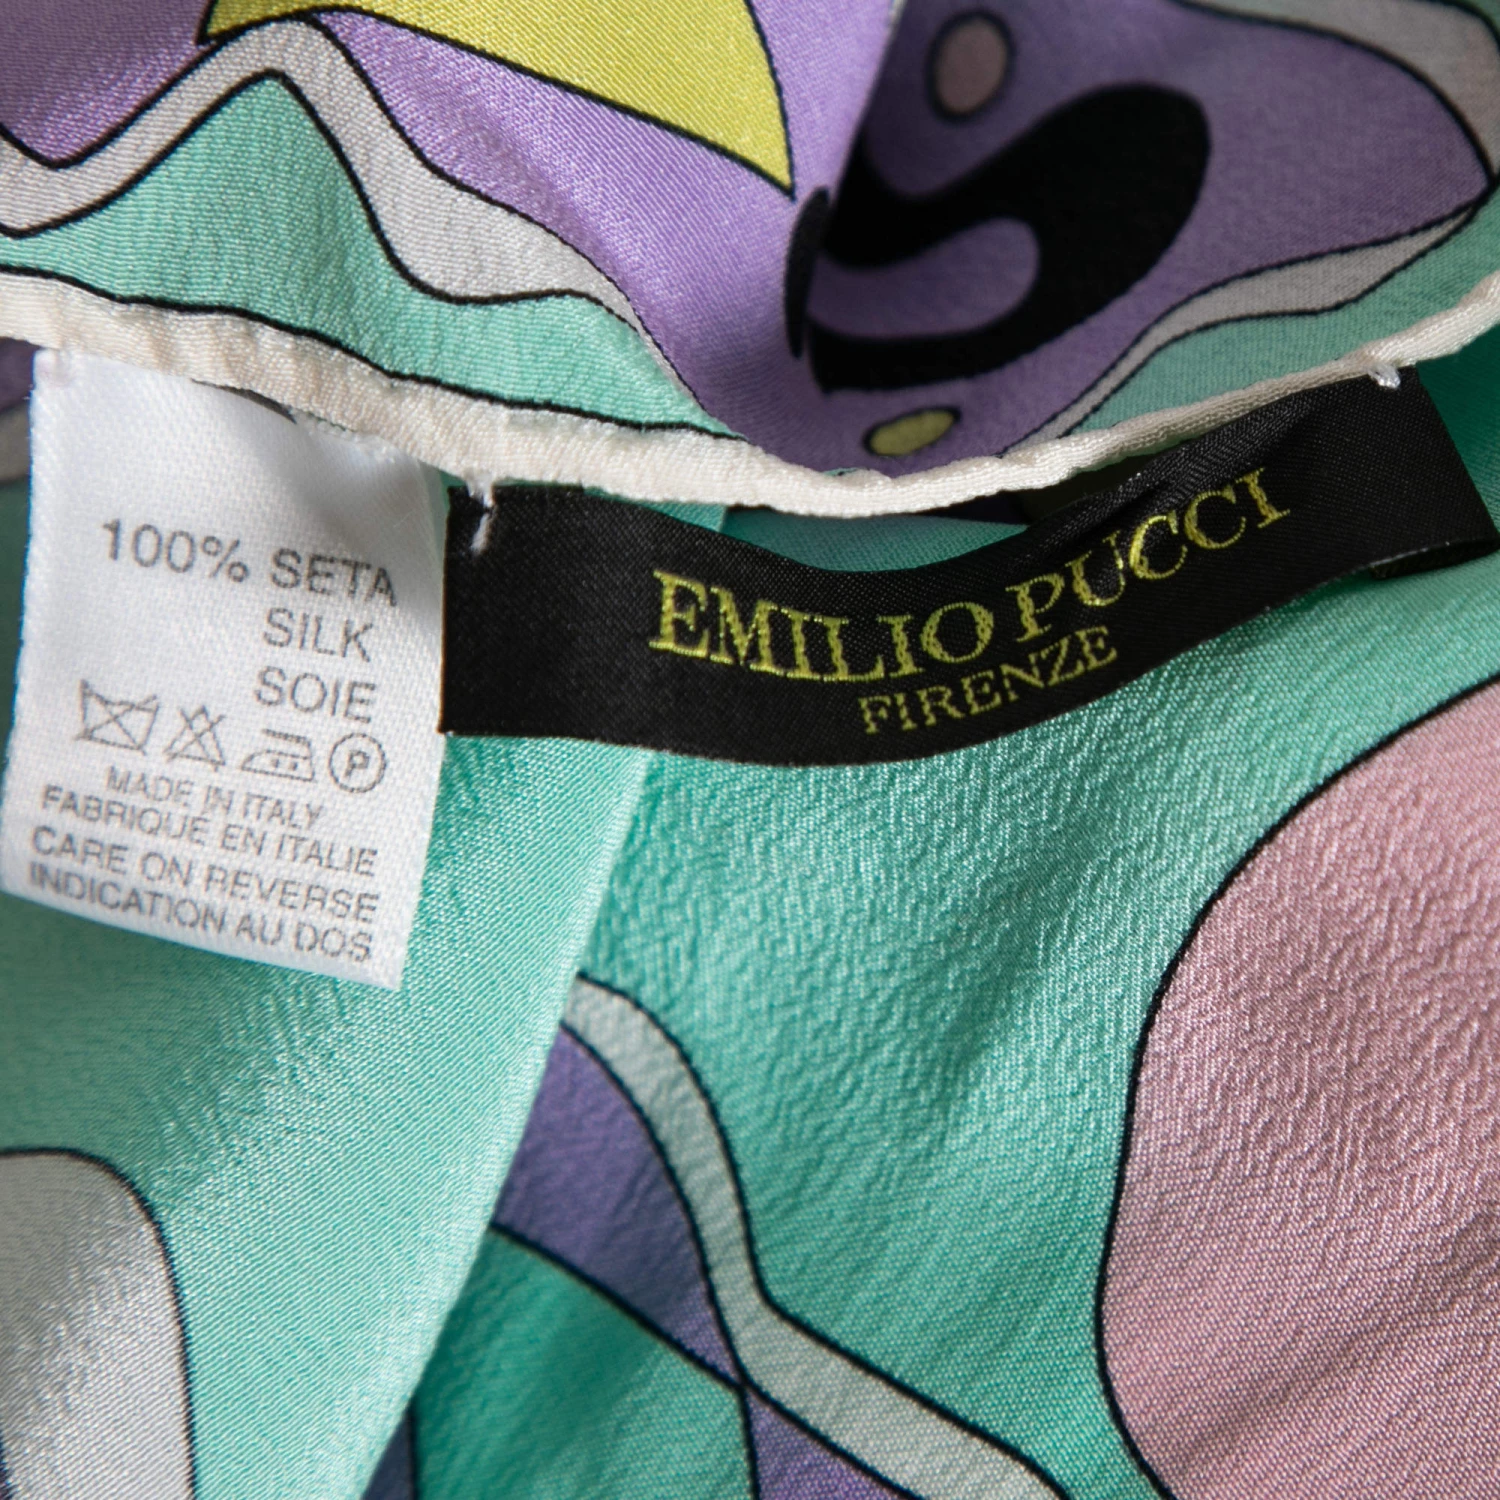 100% SETA
SILK
SOIE
P
MADE IN ITALY
FABRIQUE EN ITALIE
CARE ON REVERSE
INDICATION AU DOS
EMILIO PUCCI
FIRENZE